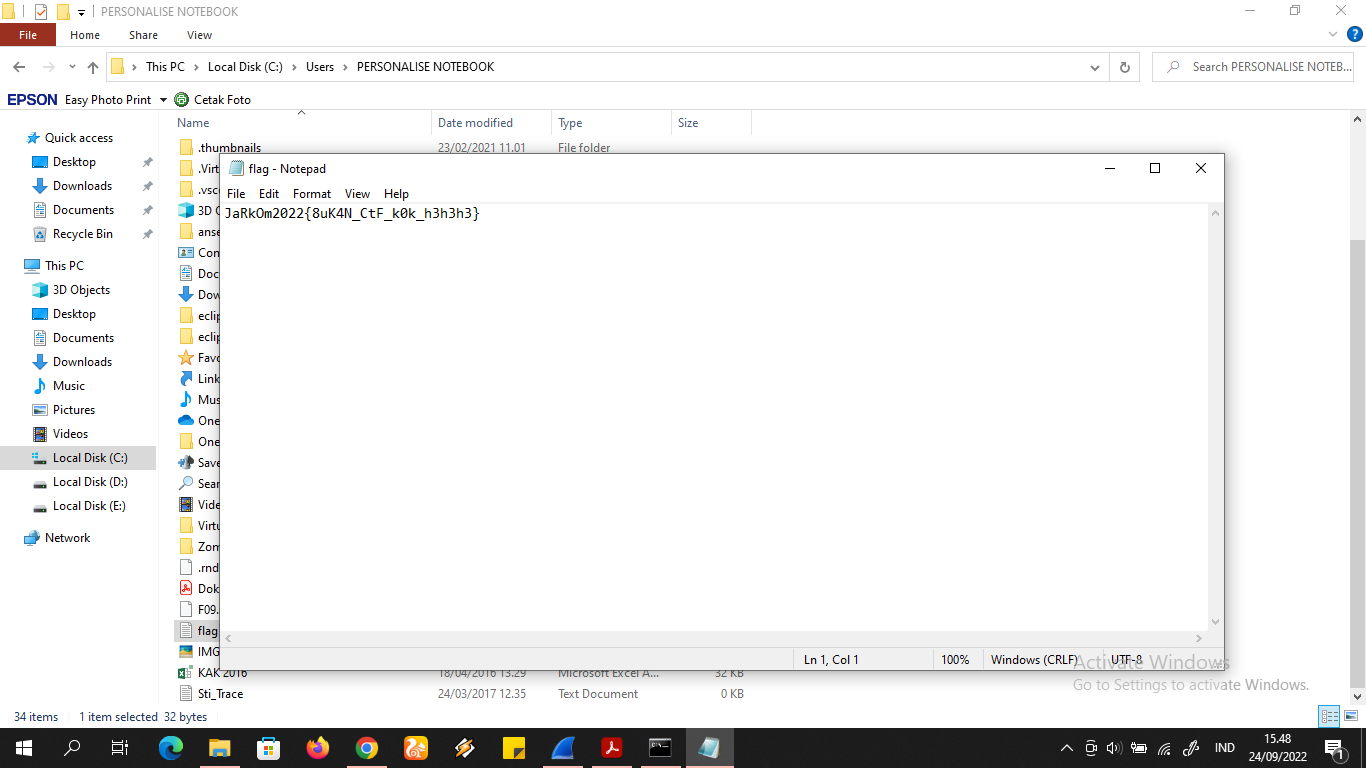 PERSONALISE NOTEBOOK
File Home Share View
This PC Local Disk (C:) Users PERSONALISE NOTEBOOK Search PERSONALISE NOTEB...
EPSON Easy Photo Print Cetak Foto
Name Date modified Type Size
Quick access
Desktop
Downloads
Documents
Recycle Bin
This PC
3D Objects
Desktop
Documents
Downloads
Music
Pictures
Videos
Local Disk (C:)
Local Disk (D:)
Local Disk (E:)
Network
.thumbnails 23/02/2021 11.01 File folder
.Virt
.vsco
3D O
anse
Con
Doc
Dow
eclip
eclip
Favo
Link
Mus
One
One
Save
Sear
Vide
Virtu
Zon
.rnd
Dok
F09.
flag
IMG
KAK 2016 18/04/2016 13.29 Microsoft Excel A... 32 KB
Sti_Trace 24/03/2017 12.35 Text Document 0 KB
flag - Notepad
File Edit Format View Help
JaRkOm2022{8uK4N_CtF_k0k_h3h3h3}
Ln 1, Col 1 100% Windows (CRLF) UTF-8
Activate Windows
Go to Settings to activate Windows.
34 items 1 item selected 32 bytes
IND
15.48
24/09/2022
1